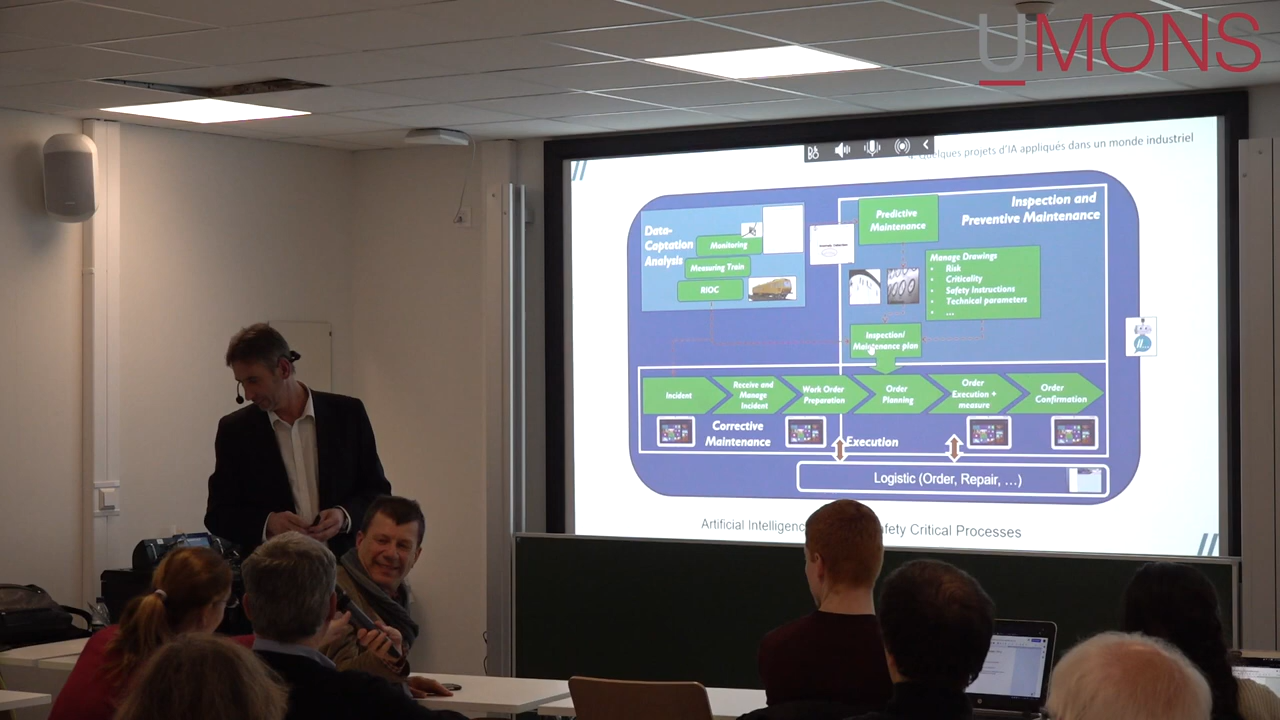 UMONS
4. Quelques projets d'IA appliqués dans un monde industriel
Data-
Captation
Analysis
Monitoring
Measuring Train
RIOC
Predictive
Maintenance
Inspection and
Preventive Maintenance
Manage Drawings
• Risk
• Criticality
• Safety Instructions
• Technical parameters
• ...
Inspection/
Maintenance plan
Incident
Receive and
Manage
Incident
Work Order
Preparation
Order
Planning
Order
Execution +
measure
Order
Confirmation
Corrective
Maintenance
Execution
Logistic (Order, Repair, ...)
Artificial Intelligenc
fety Critical Processes